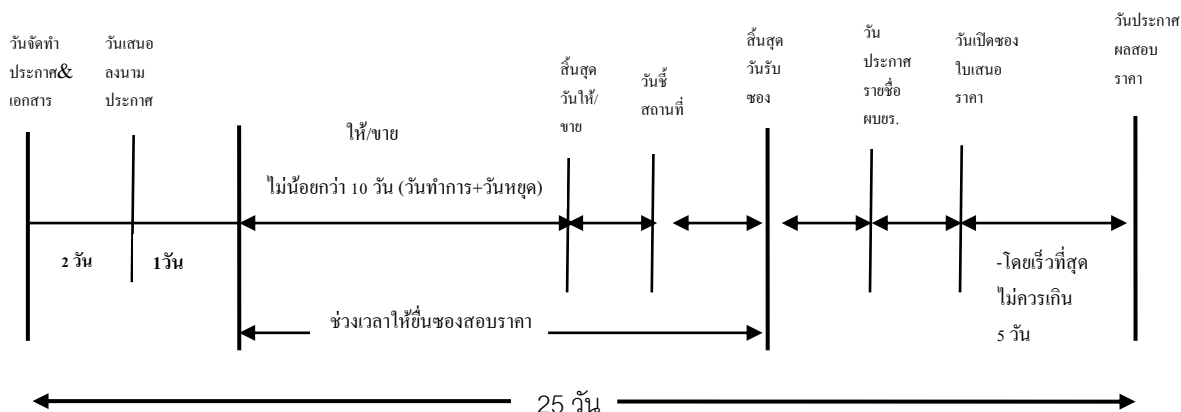 วันจัดทำ
ประกาศ&
เอกสาร
วันเสนอ
ลงนาม
ประกาศ
ให้/ขาย
ไม่น้อยกว่า 10 วัน (วันทำการ+วันหยุด)
สิ้นสุด
วันให้/
ขาย
วันชี้
สถานที่
สิ้นสุด
วันรับ
ซอง
วัน
ประกาศ
รายชื่อ
ผบยร.
วันเปิดซอง
ใบเสนอ
ราคา
วันประกาศ
ผลสอบ
ราคา
2 วัน
1วัน
-โดยเร็วที่สุด
ไม่ควรเกิน
5 วัน
ช่วงเวลาให้ยื่นซองสอบราคา
25 วัน